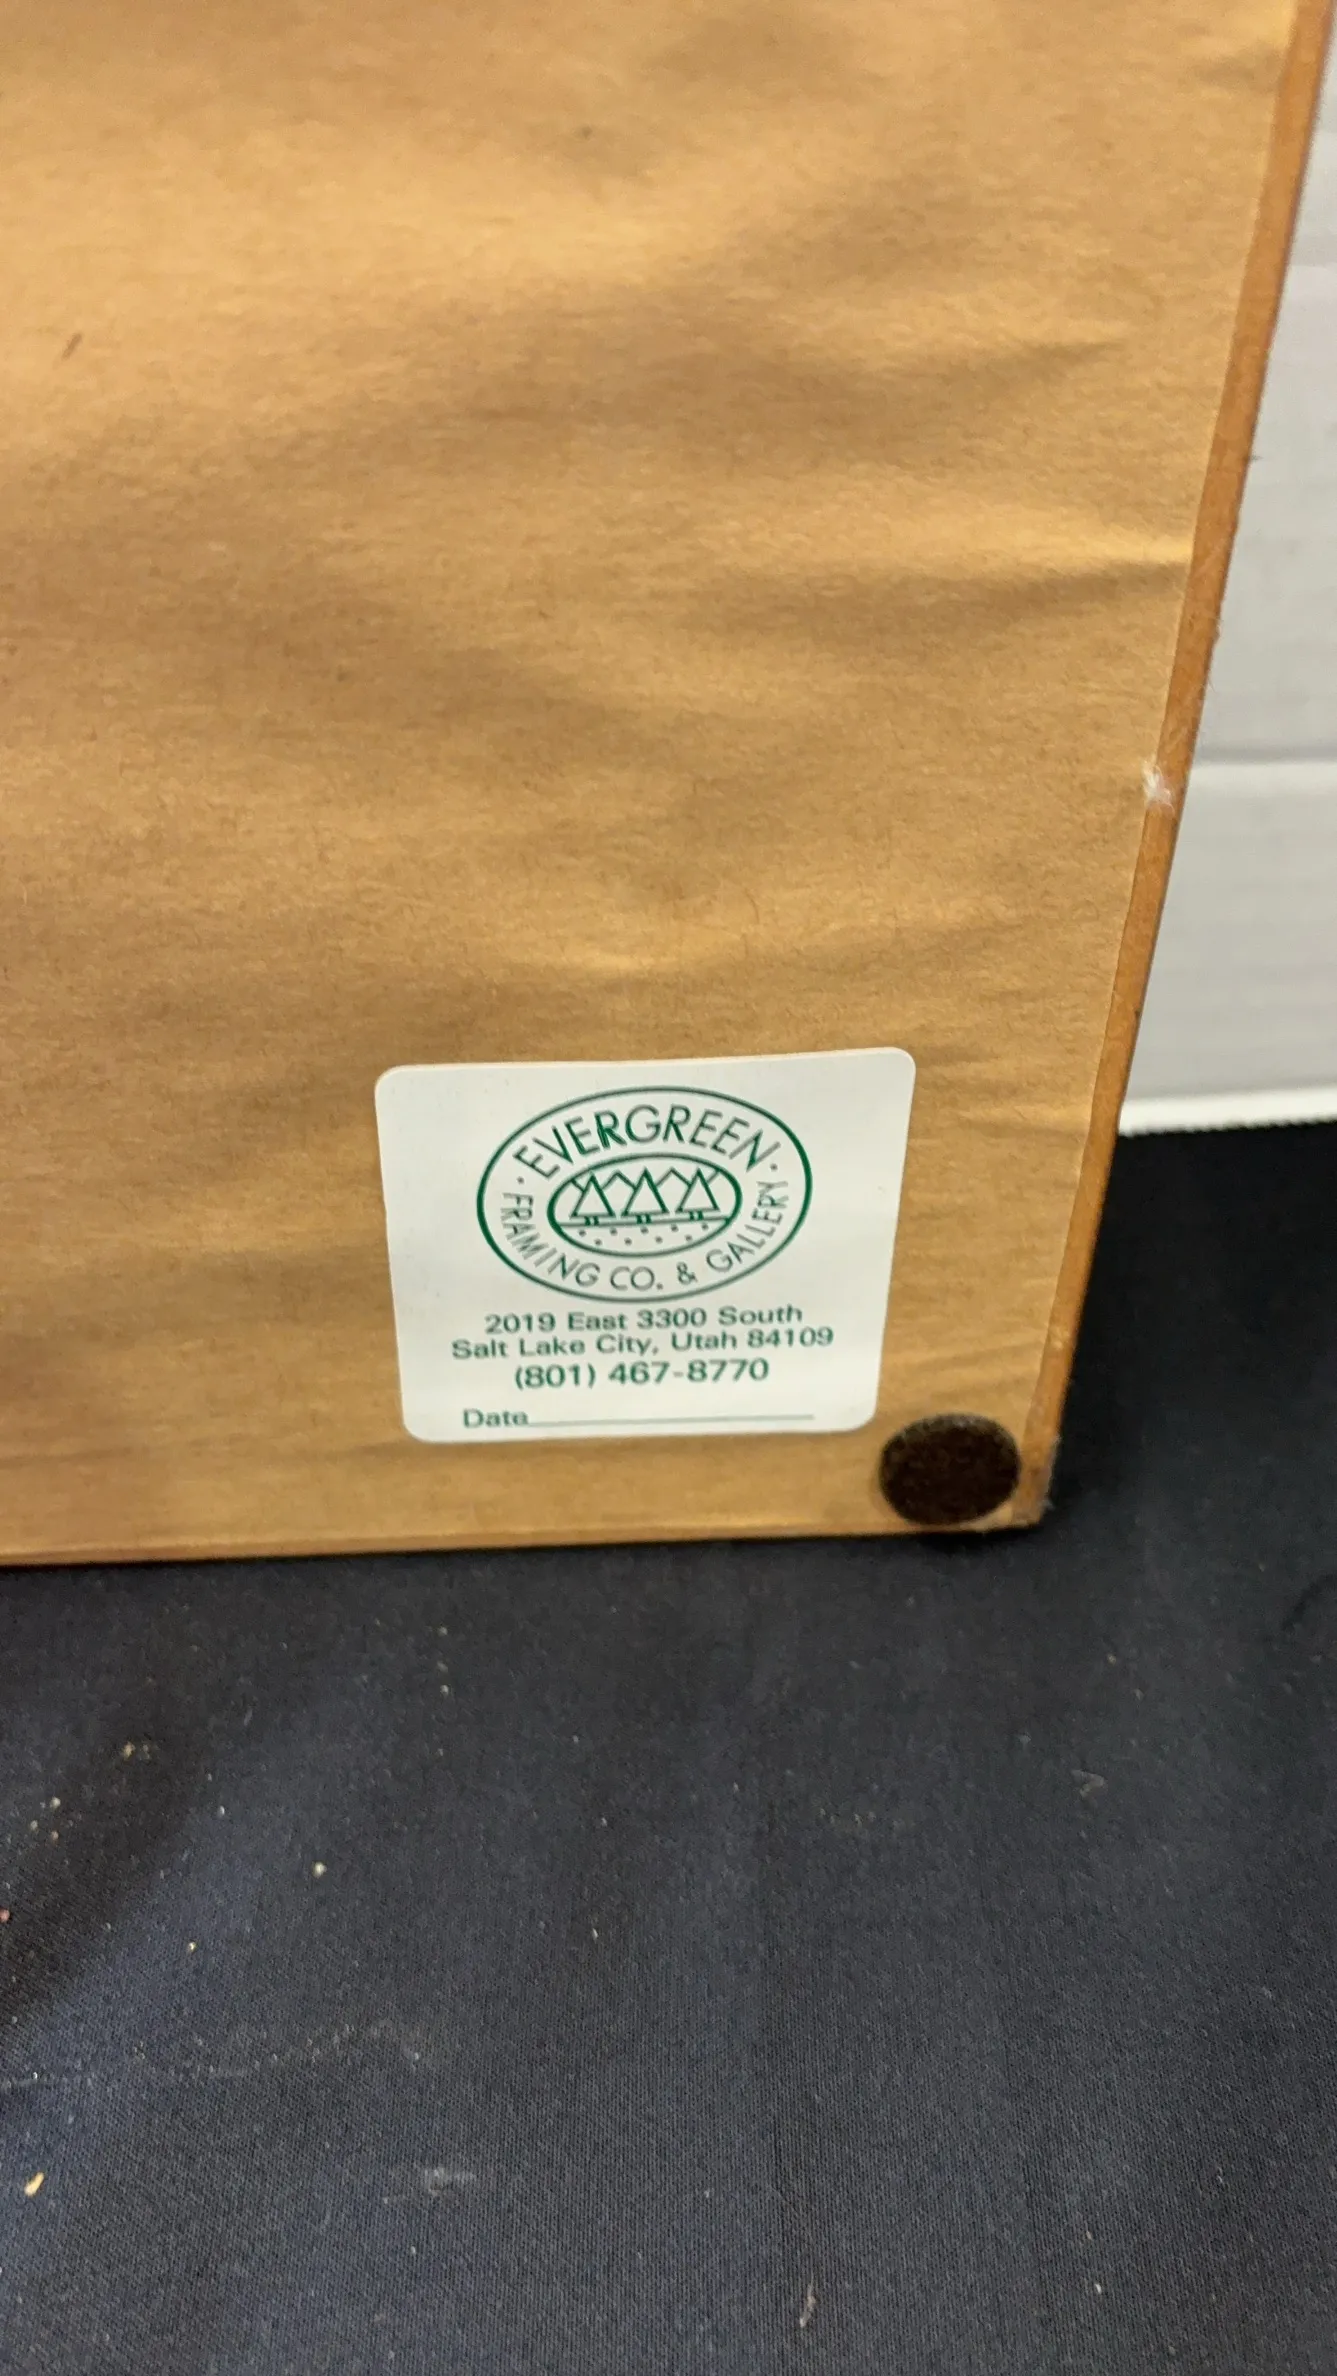 · EVERGREEN ·
FRAMING CO. & GALLERY
2019 East 3300 South
Salt Lake City, Utah 84109
(801) 467-8770
Date